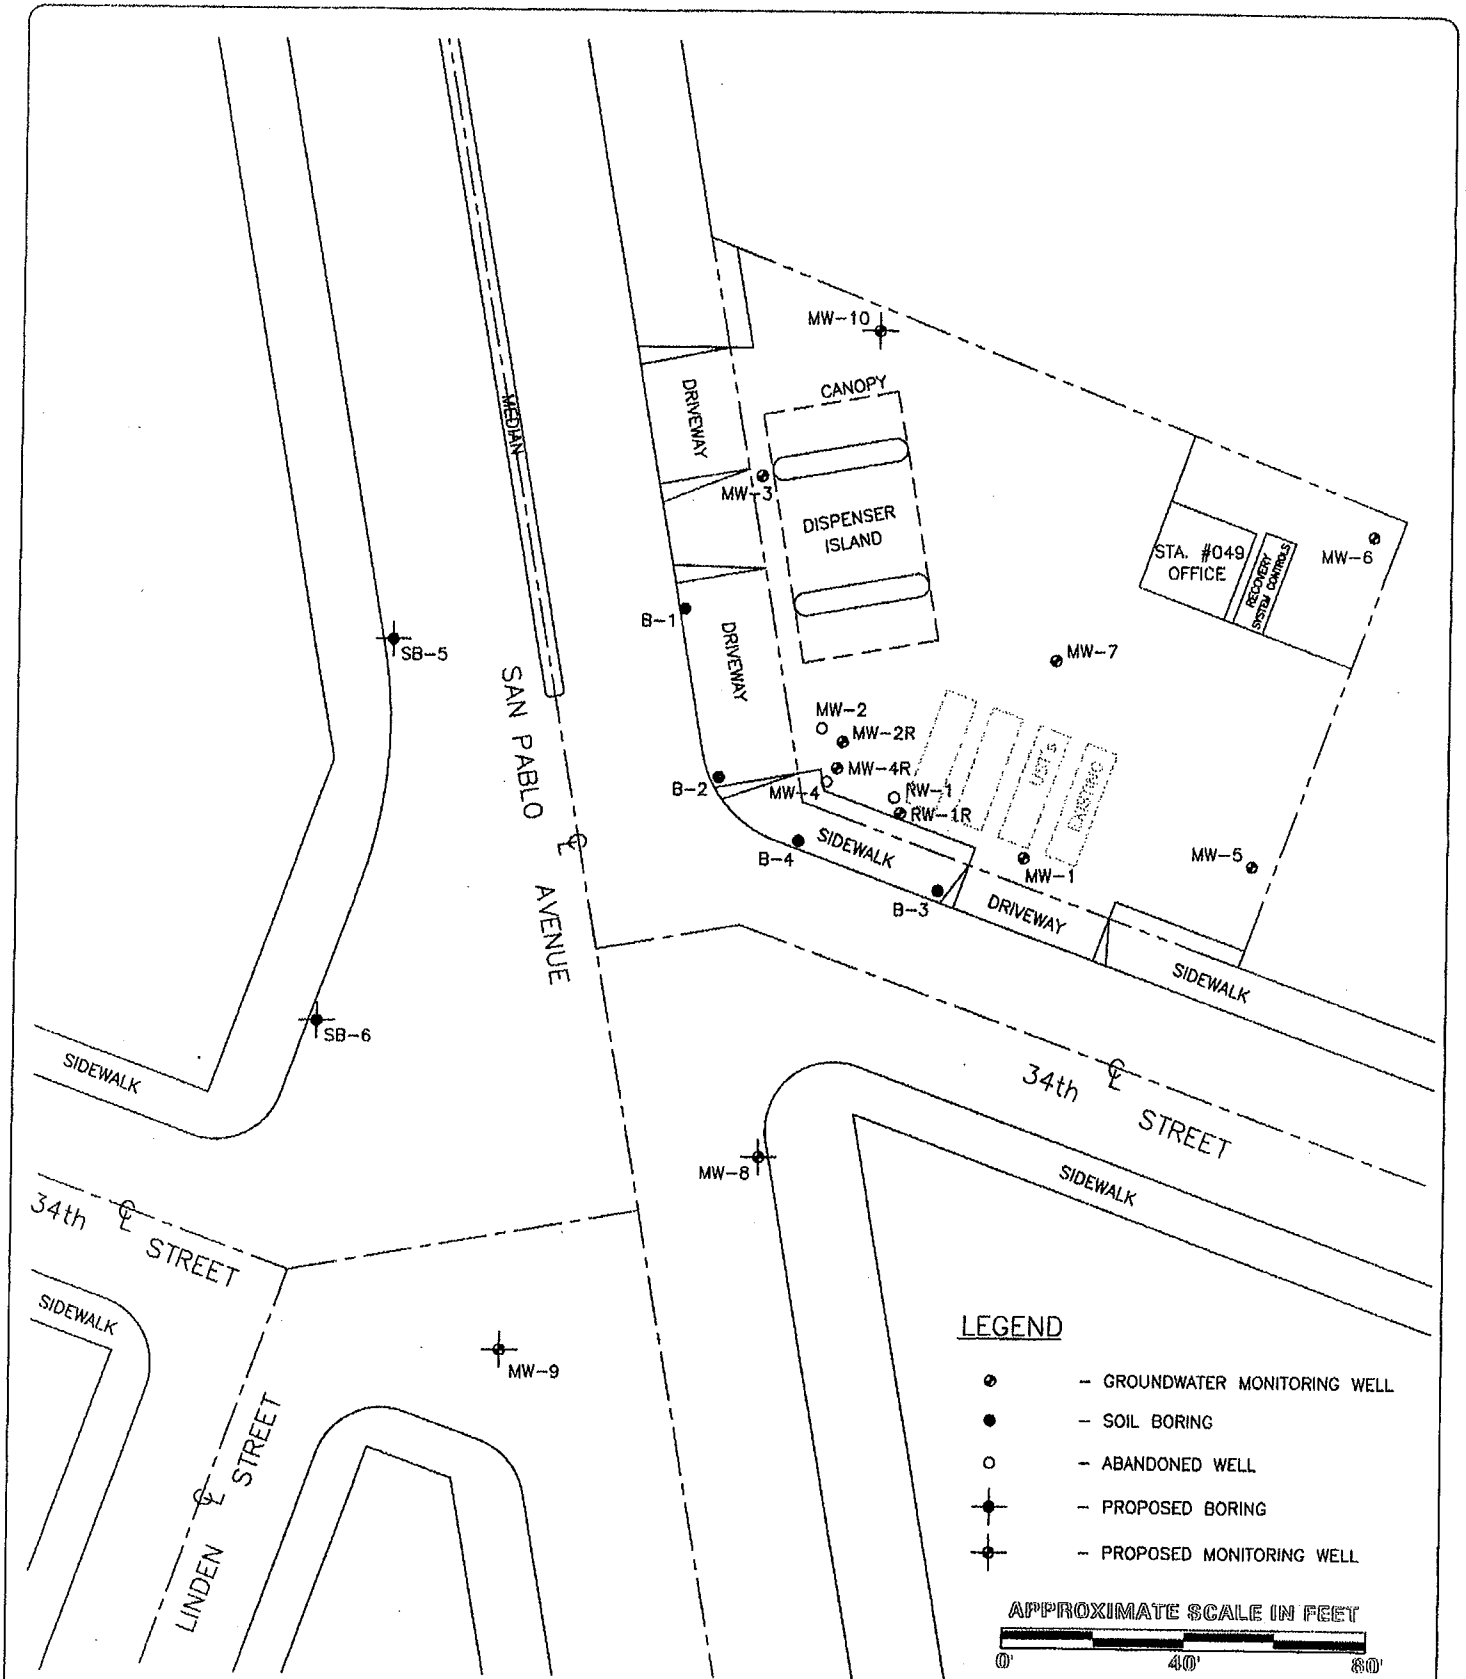 MW-10
CANOPY
DRIVEWAY
MEDIAN
MW-3
DISPENSER
ISLAND
STA. #049
OFFICE
RECOVERY
SYSTEM CONTROLS
MW-6
B-1
DRIVEWAY
SB-5
MW-7
SAN PABLO
AVENUE
MW-2
MW-2R
MW-4R
MW-4
RW-1
RW-1R
UST'S
EXISTING
B-2
B-4
SIDEWALK
MW-1
MW-5
B-3
DRIVEWAY
SIDEWALK
SB-6
SIDEWALK
34th
STREET
MW-8
SIDEWALK
34th
STREET
SIDEWALK
MW-9
LINDEN
STREET
LEGEND
- GROUNDWATER MONITORING WELL
- SOIL BORING
- ABANDONED WELL
- PROPOSED BORING
- PROPOSED MONITORING WELL
APPROXIMATE SCALE IN FEET
0' 40' 80'